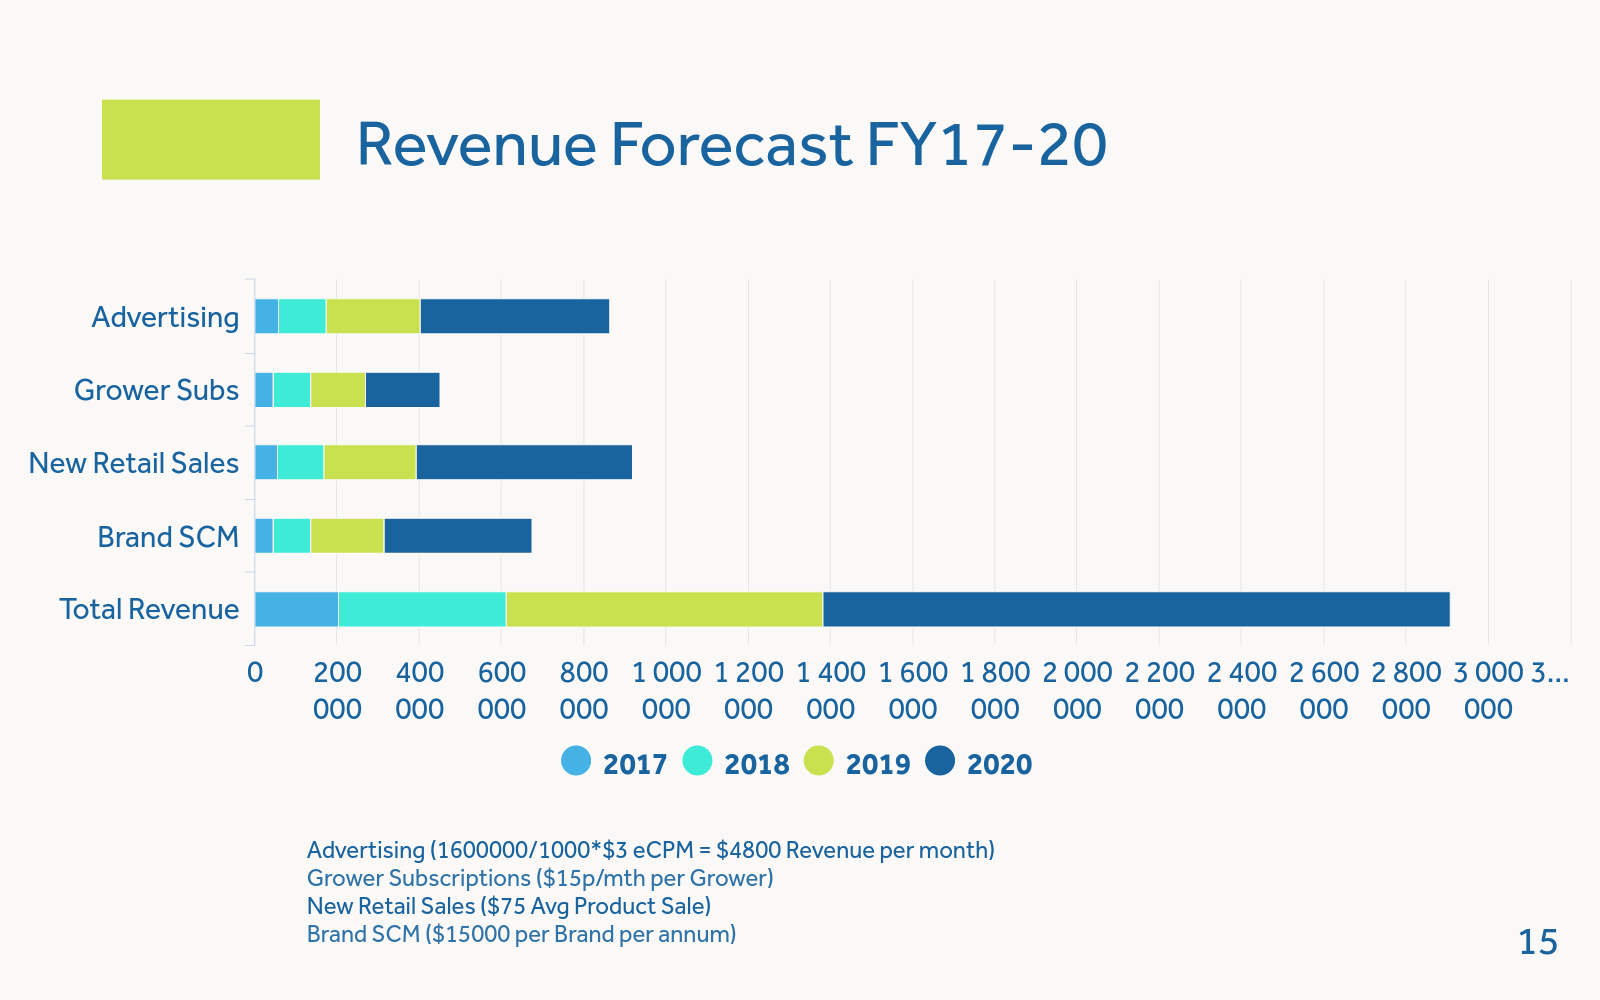 Revenue Forecast FY17-20
Advertising
Grower Subs
New Retail Sales
Brand SCM
Total Revenue
0 200 400 600 800 1 000 1 200 1 400 1 600 1 800 2 000 2 200 2 400 2 600 2 800 3 000 3...
000 000 000 000 000 000 000 000 000 000 000 000 000 000 000
2017 2018 2019 2020
Advertising (1600000/1000*$3 eCPM = $4800 Revenue per month)
Grower Subscriptions ($15p/mth per Grower)
New Retail Sales ($75 Avg Product Sale)
Brand SCM ($15000 per Brand per annum)
15